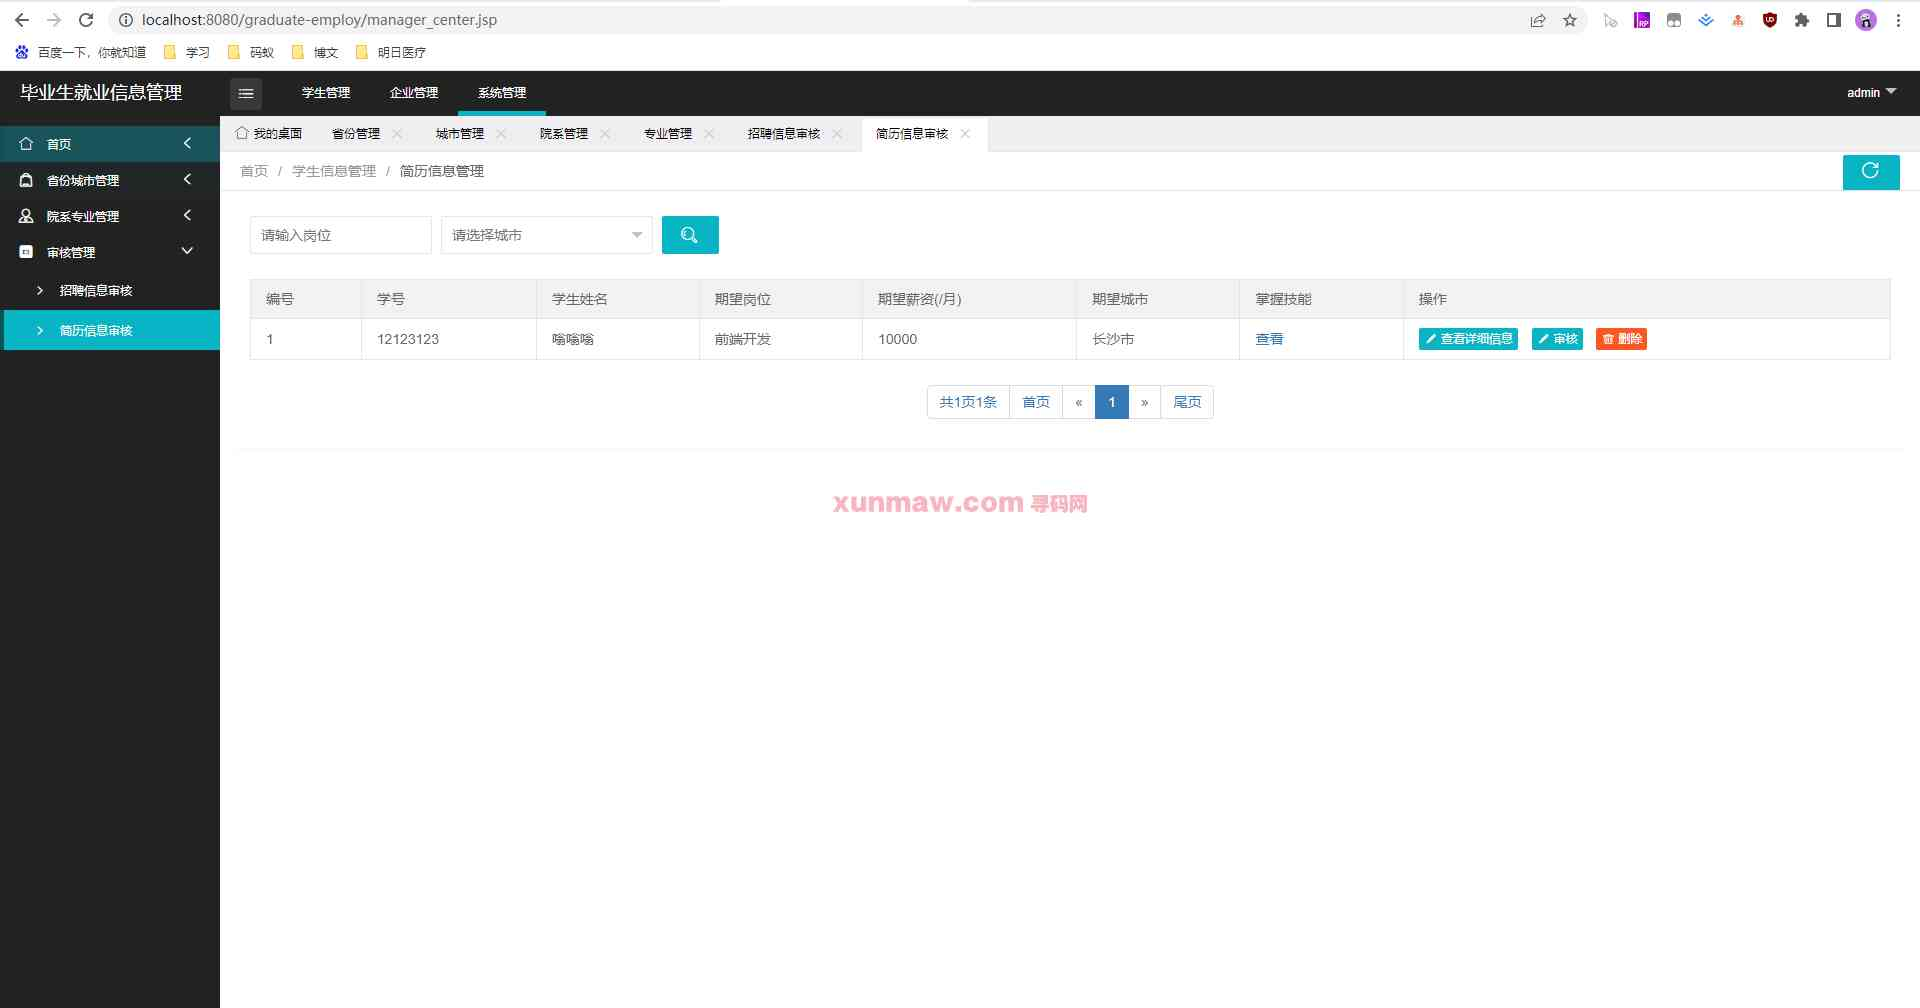 localhost:8080/graduate-employ/manager_center.jsp
百度一下，你就知道 学习 码蚁 博文 明日医疗
毕业生就业信息管理 学生管理 企业管理 系统管理 admin
我的桌面 省份管理 城市管理 院系管理 专业管理 招聘信息审核 简历信息审核
首页 / 学生信息管理 / 简历信息管理
首页
省份城市管理
院系专业管理
审核管理
招聘信息审核
简历信息审核
请输入岗位 请选择城市
编号 学号 学生姓名 期望岗位 期望薪资(/月) 期望城市 掌握技能 操作
1 12123123 嗡嗡嗡 前端开发 10000 长沙市 查看 查看详细信息 审核 删除
共1页1条 首页 « 1 » 尾页
xunmaw.com 寻码网